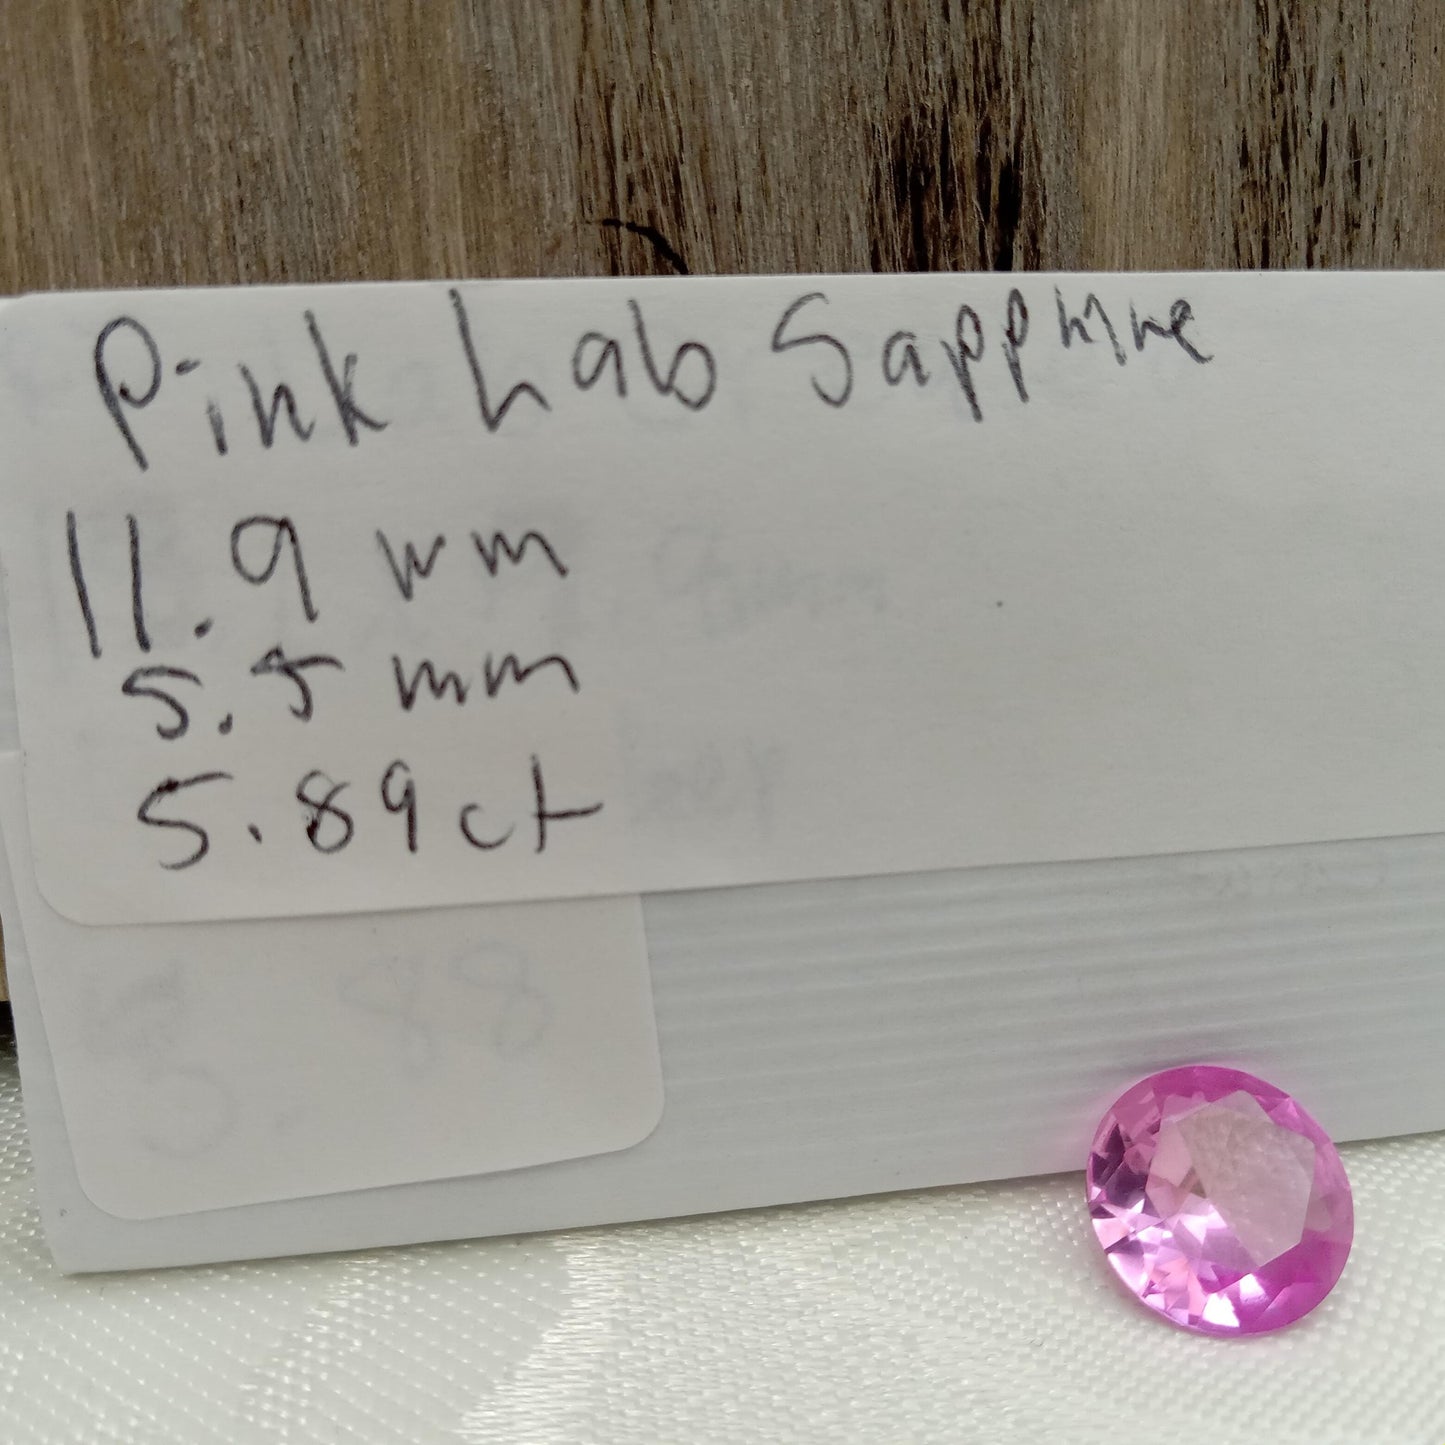 Pink Lab Sapphire
11.9 mm
5.5 mm
5.89ct